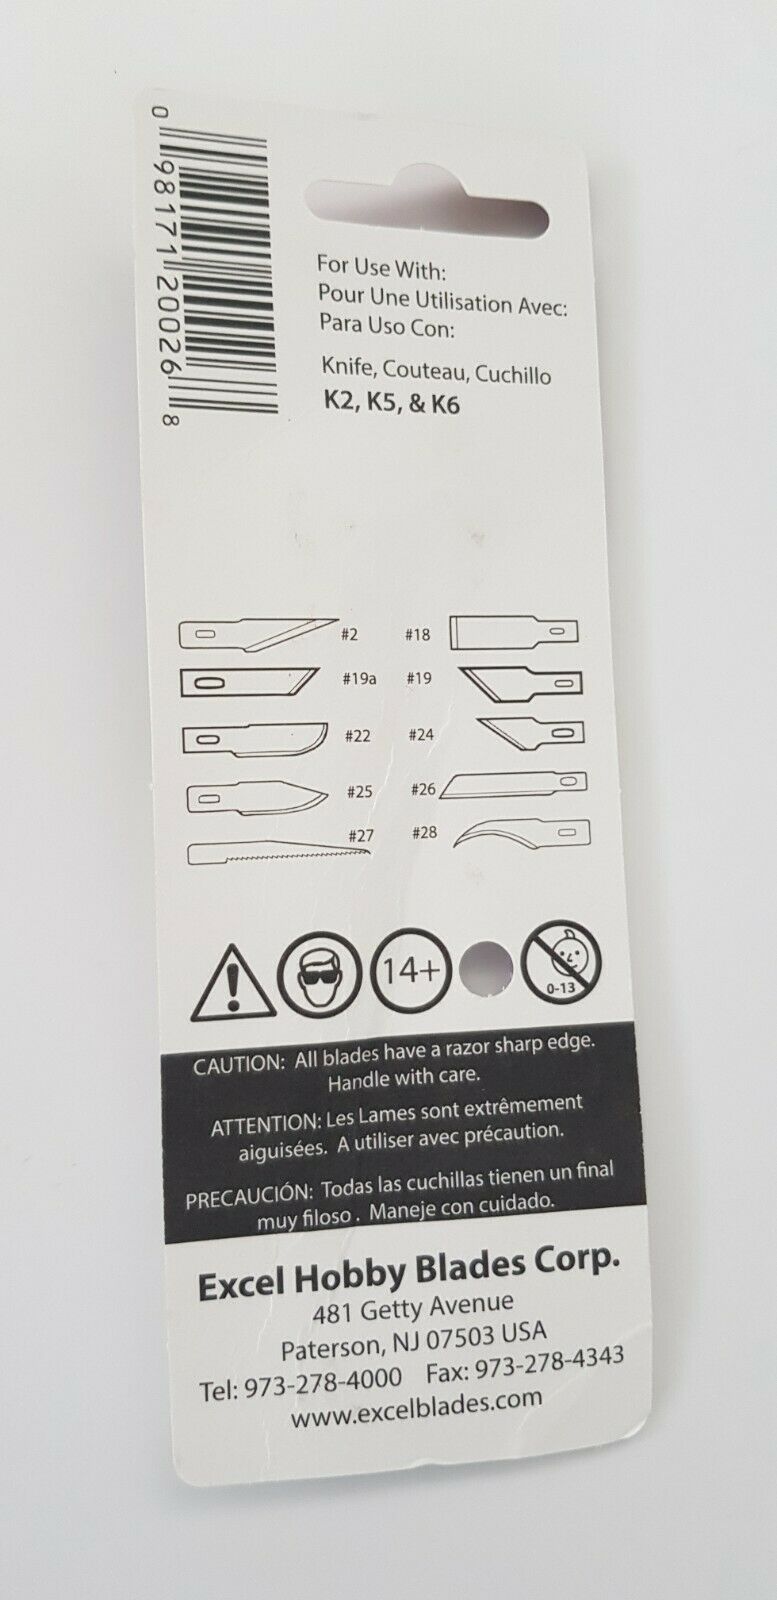 0 98171 20026 8
For Use With:
Pour Une Utilisation Avec:
Para Uso Con:
Knife, Couteau, Cuchillo
K2, K5, & K6
#2 #18
#19a #19
#22 #24
#25 #26
#27 #28
14+
0-13
CAUTION: All blades have a razor sharp edge.
Handle with care.
ATTENTION: Les Lames sont extrêmement
aiguisées. A utiliser avec précaution.
PRECAUCIÓN: Todas las cuchillas tienen un final
muy filoso. Maneje con cuidado.
Excel Hobby Blades Corp.
481 Getty Avenue
Paterson, NJ 07503 USA
Tel: 973-278-4000 Fax: 973-278-4343
www.excelblades.com